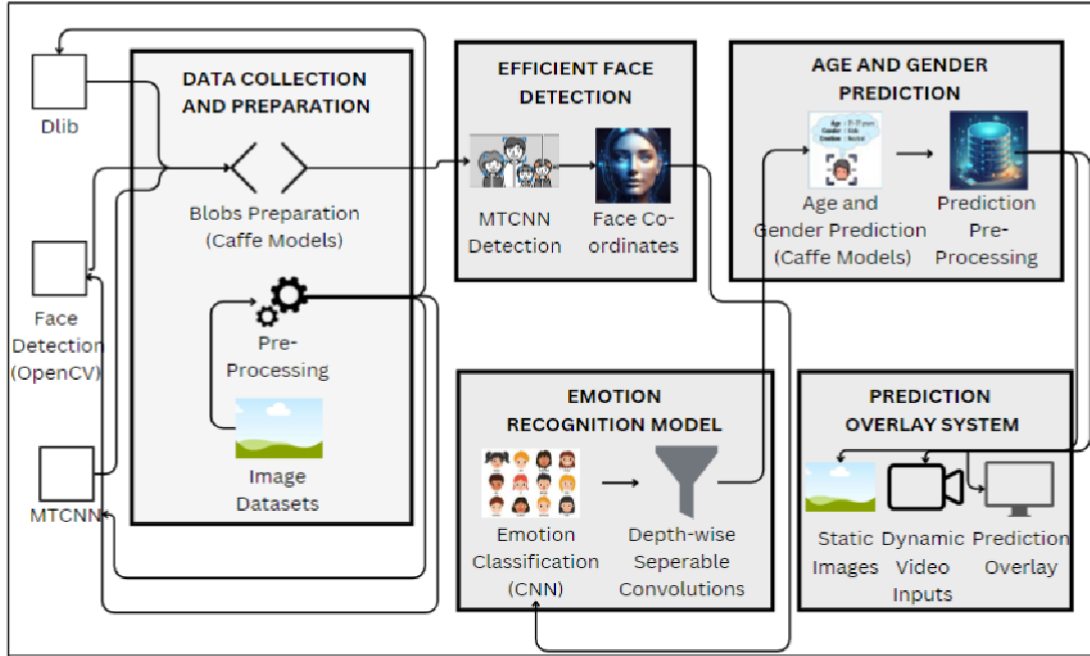 Dlib
Face
Detection
(OpenCV)
MTCNN
DATA COLLECTION
AND PREPARATION
Blobs Preparation
(Caffe Models)
Pre-
Processing
Image
Datasets
EFFICIENT FACE
DETECTION
MTCNN
Detection
Face Co-
ordinates
AGE AND GENDER
PREDICTION
Age and
Gender Prediction
(Caffe Models)
Prediction
Pre-
Processing
EMOTION
RECOGNITION MODEL
Emotion
Classification
(CNN)
Depth-wise
Seperable
Convolutions
PREDICTION
OVERLAY SYSTEM
Static
Images
Dynamic
Video
Inputs
Prediction
Overlay